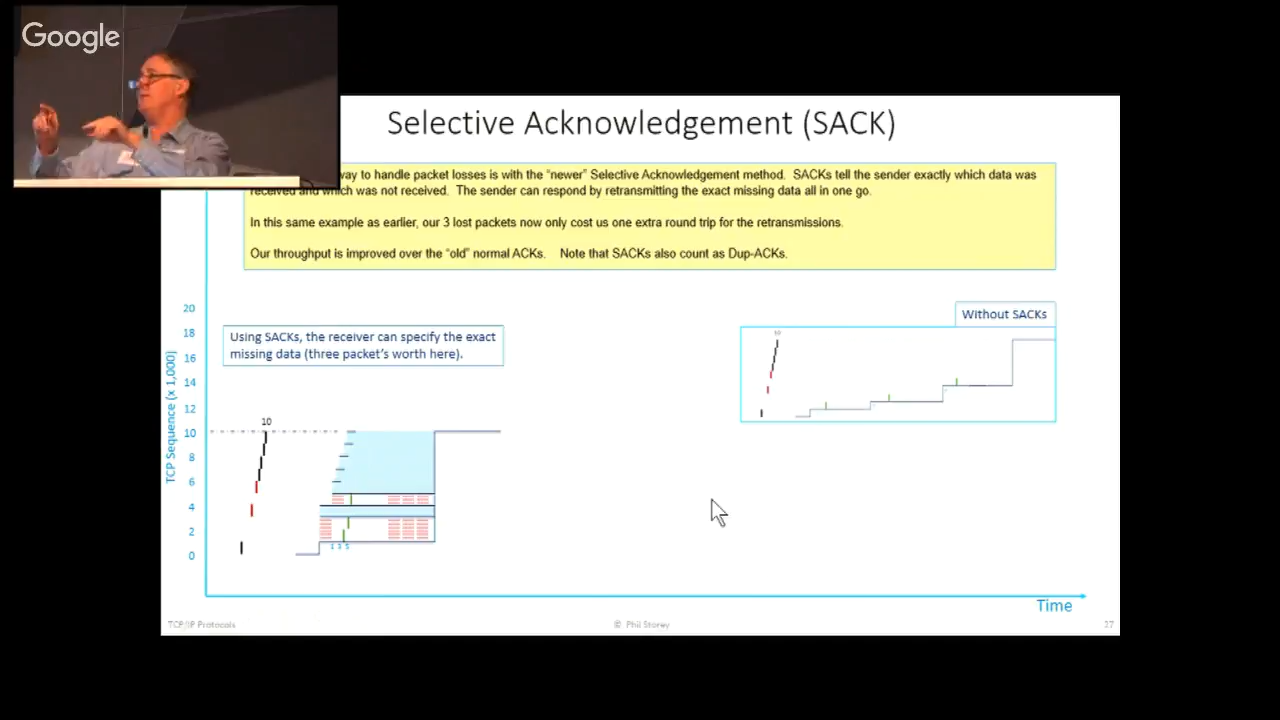 Google
Selective Acknowledgement (SACK)
way to handle packet losses is with the “newer” Selective Acknowledgement method. SACKs tell the sender exactly which data was
received and which was not received. The sender can respond by retransmitting the exact missing data all in one go.
In this same example as earlier, our 3 lost packets now only cost us one extra round trip for the retransmissions.
Our throughput is improved over the “old” normal ACKs. Note that SACKs also count as Dup-ACKs.
Without SACKs
10
Using SACKs, the receiver can specify the exact
missing data (three packet’s worth here).
TCP Sequence (x 1,000)
20
18
16
14
12
10
8
6
4
2
0
10
1 3 5
Time
TCP/IP Protocols
© Phil Storey
37